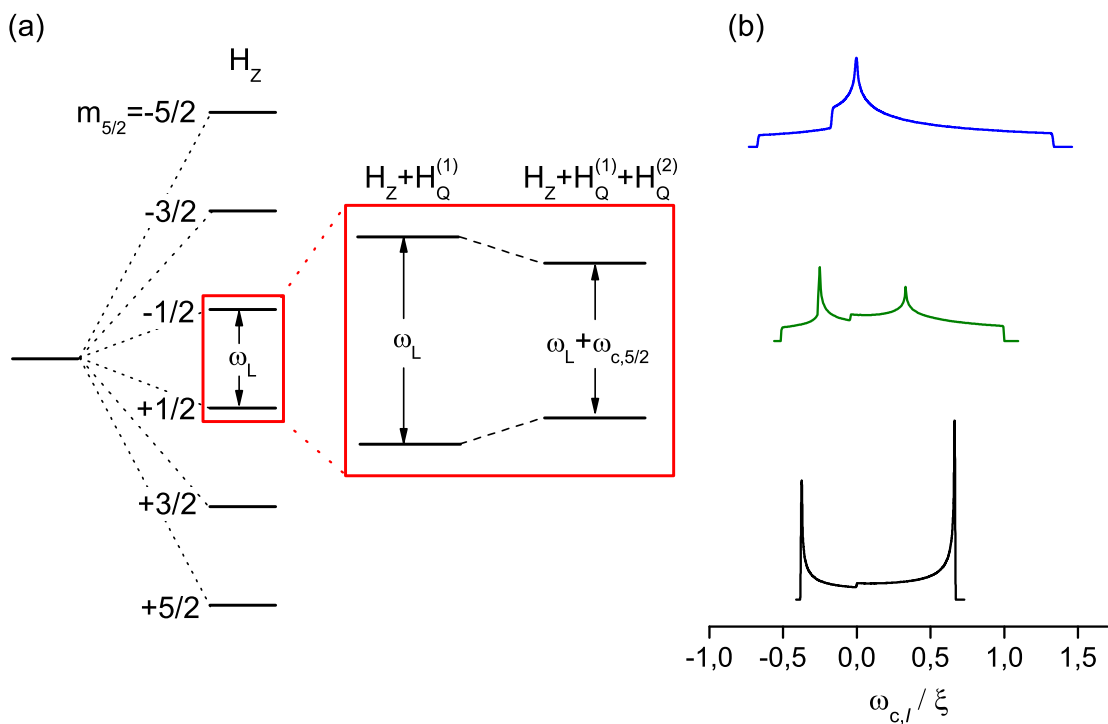 (a)
H_Z
m_5/2=-5/2
-3/2
-1/2
+1/2
+3/2
+5/2
ω_L
H_Z+H_Q^(1)
H_Z+H_Q^(1)+H_Q^(2)
ω_L
ω_L+ω_c,5/2
(b)
-1,0 -0,5 0,0 0,5 1,0 1,5
ω_c,I / ξ